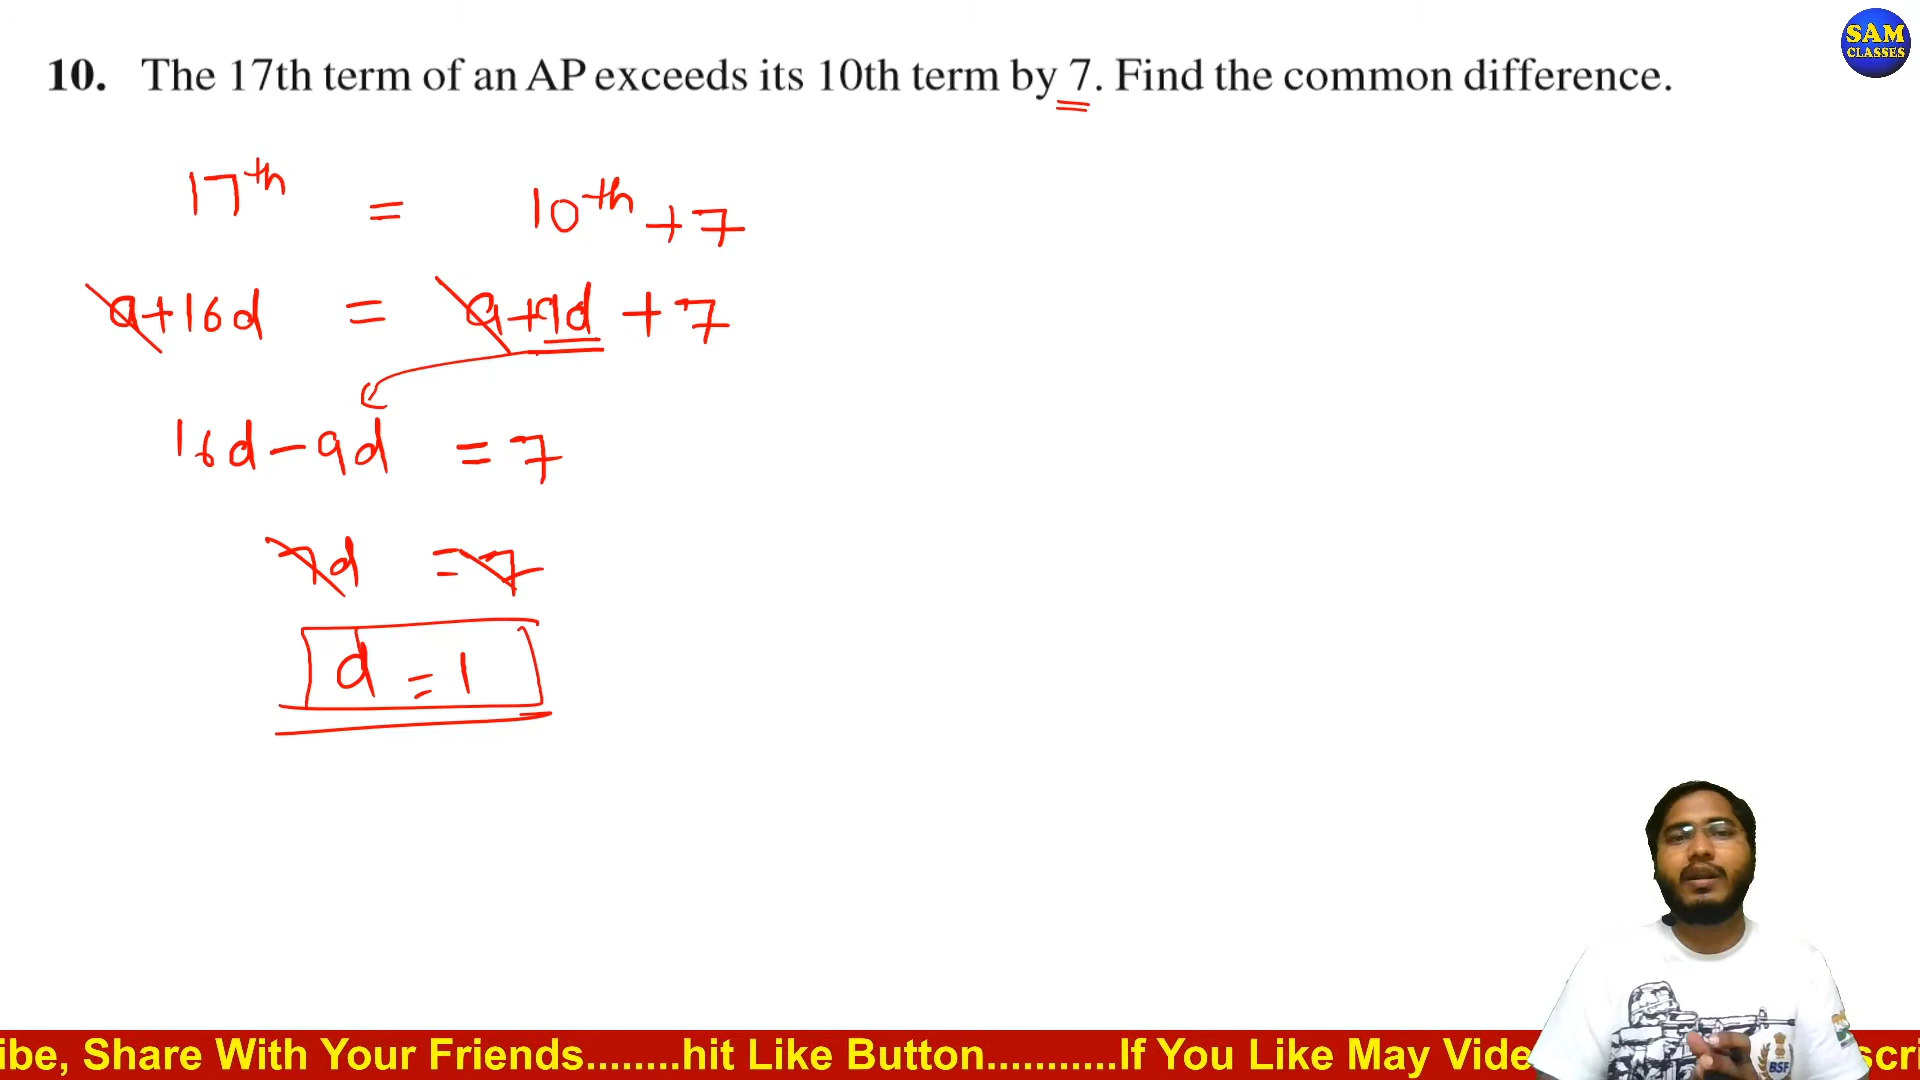 SAM
CLASSES
10. The 17th term of an AP exceeds its 10th term by 7. Find the common difference.
17th = 10th + 7
a + 16d = a + 9d + 7
16d - 9d = 7
7d = 7
d = 1
BSF
ibe, Share With Your Friends........hit Like Button...........If You Like May Vide scri